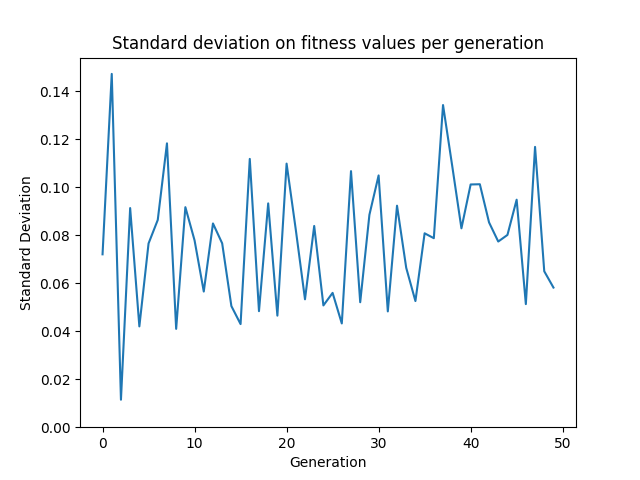 Standard deviation on fitness values per generation
0.14
0.12
0.10
0.08
0.06
0.04
0.02
0.00
Standard Deviation
0 10 20 30 40 50
Generation